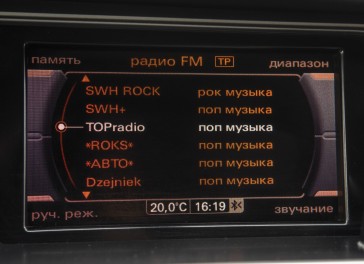 память радио FM TP диапазон
SWH ROCK рок музыка
SWH+ поп музыка
TOPradio поп музыка
*ROKS* поп музыка
*ABTO* поп музыка
Dzejniek поп музыка
руч. реж. 20,0°C 16:19 звучание